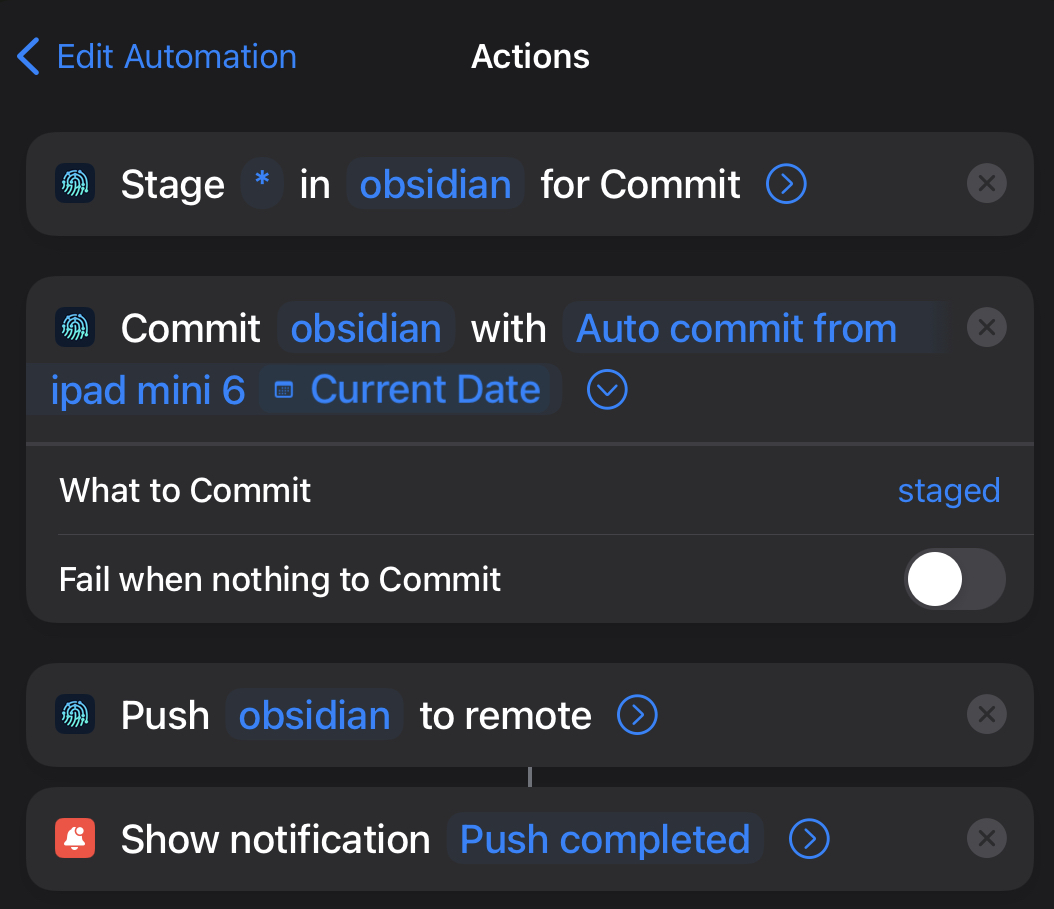 Edit Automation Actions
Stage * in obsidian for Commit
Commit obsidian with Auto commit from
ipad mini 6 Current Date
What to Commit staged
Fail when nothing to Commit
Push obsidian to remote
Show notification Push completed